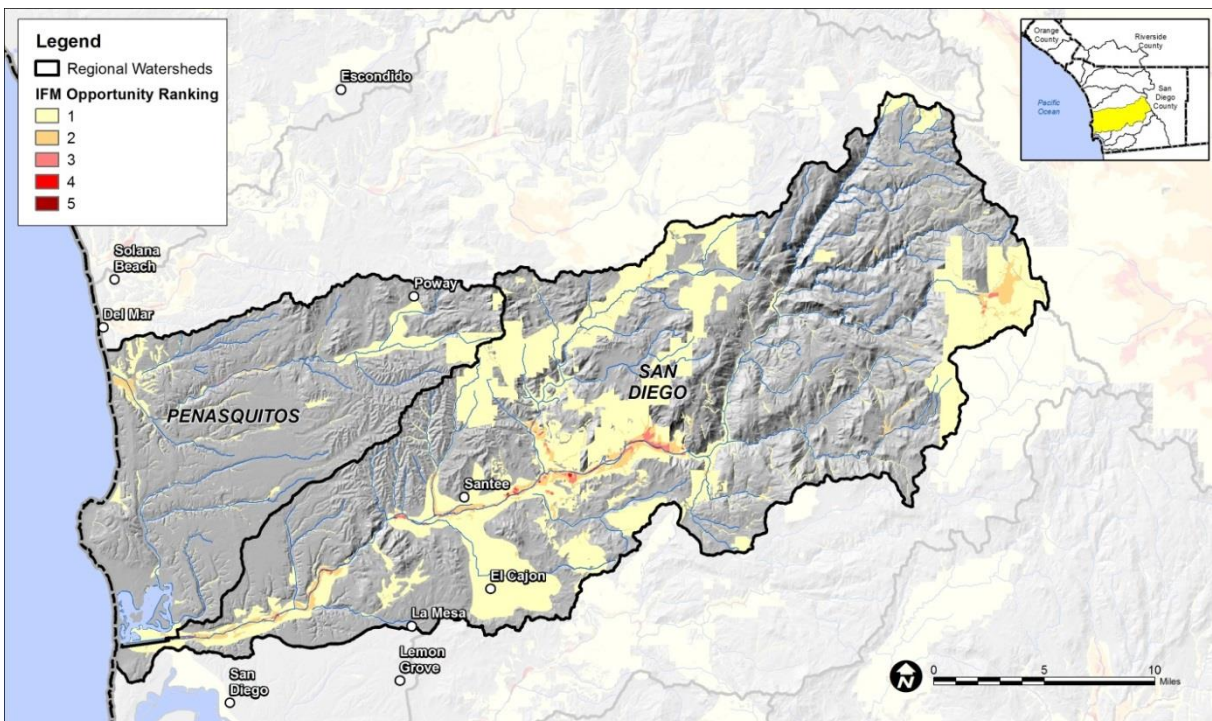 Legend
Regional Watersheds
IFM Opportunity Ranking
1
2
3
4
5
Orange
County
Riverside
County
San
Diego
County
Pacific
Ocean
Escondido
Solana
Beach
Del Mar
Poway
PENASQUITOS
SAN
DIEGO
Santee
El Cajon
La Mesa
Lemon
Grove
San
Diego
N
0 5 10
Miles